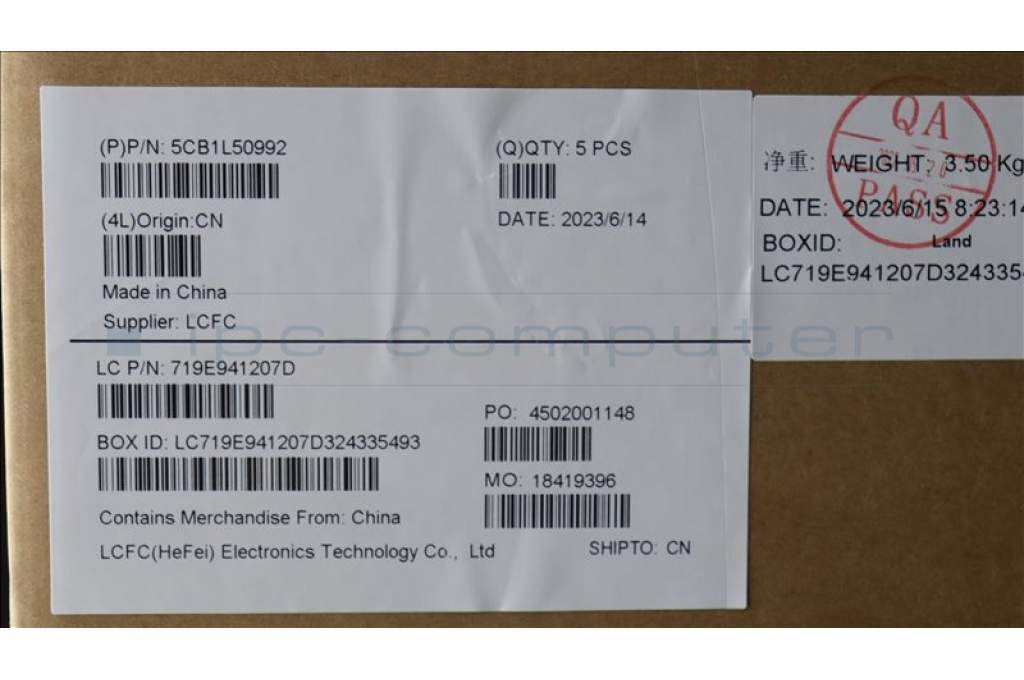 (P)P/N: 5CB1L50992
(Q)QTY: 5 PCS
(4L)Origin:CN
DATE: 2023/6/14
Made in China
Supplier: LCFC
LC P/N: 719E941207D
PO: 4502001148
BOX ID: LC719E941207D324335493
MO: 18419396
Contains Merchandise From: China
LCFC(HeFei) Electronics Technology Co., Ltd
SHIPTO: CN
净重: WEIGHT: 3.50 Kg
DATE: 2023/6/15 8:23:14
BOXID: Land
LC719E941207D3243354
QA
PASS
ipc-computer